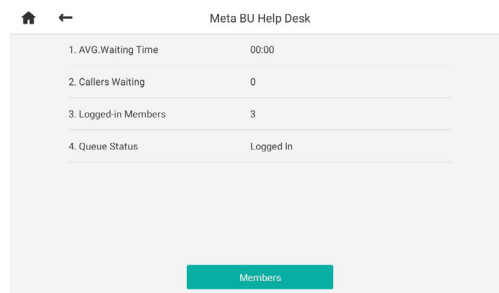 Meta BU Help Desk
1. AVG.Waiting Time 00:00
2. Callers Waiting 0
3. Logged-in Members 3
4. Queue Status Logged In
Members